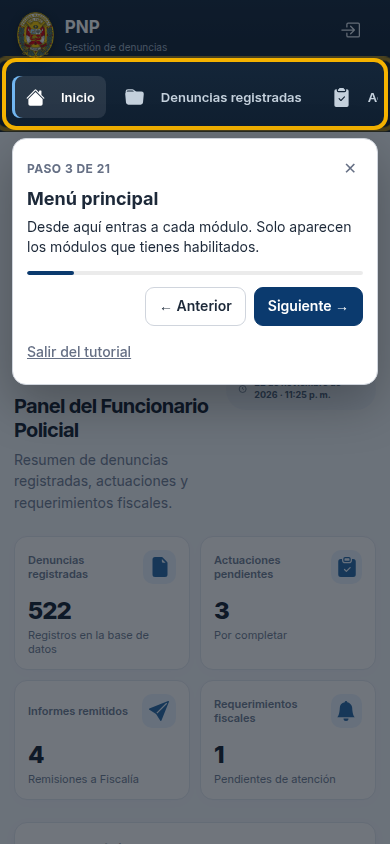 PNP
Gestión de denuncias
Inicio
Denuncias registradas
A
PASO 3 DE 21
Menú principal
Desde aquí entras a cada módulo. Solo aparecen
los módulos que tienes habilitados.
← Anterior
Siguiente →
Salir del tutorial
2026 · 11:25 p. m.
Panel del Funcionario
Policial
Resumen de denuncias
registradas, actuaciones y
requerimientos fiscales.
Denuncias
registradas
522
Registros en la base de
datos
Actuaciones
pendientes
3
Por completar
Informes remitidos
4
Remisiones a Fiscalía
Requerimientos
fiscales
1
Pendientes de atención